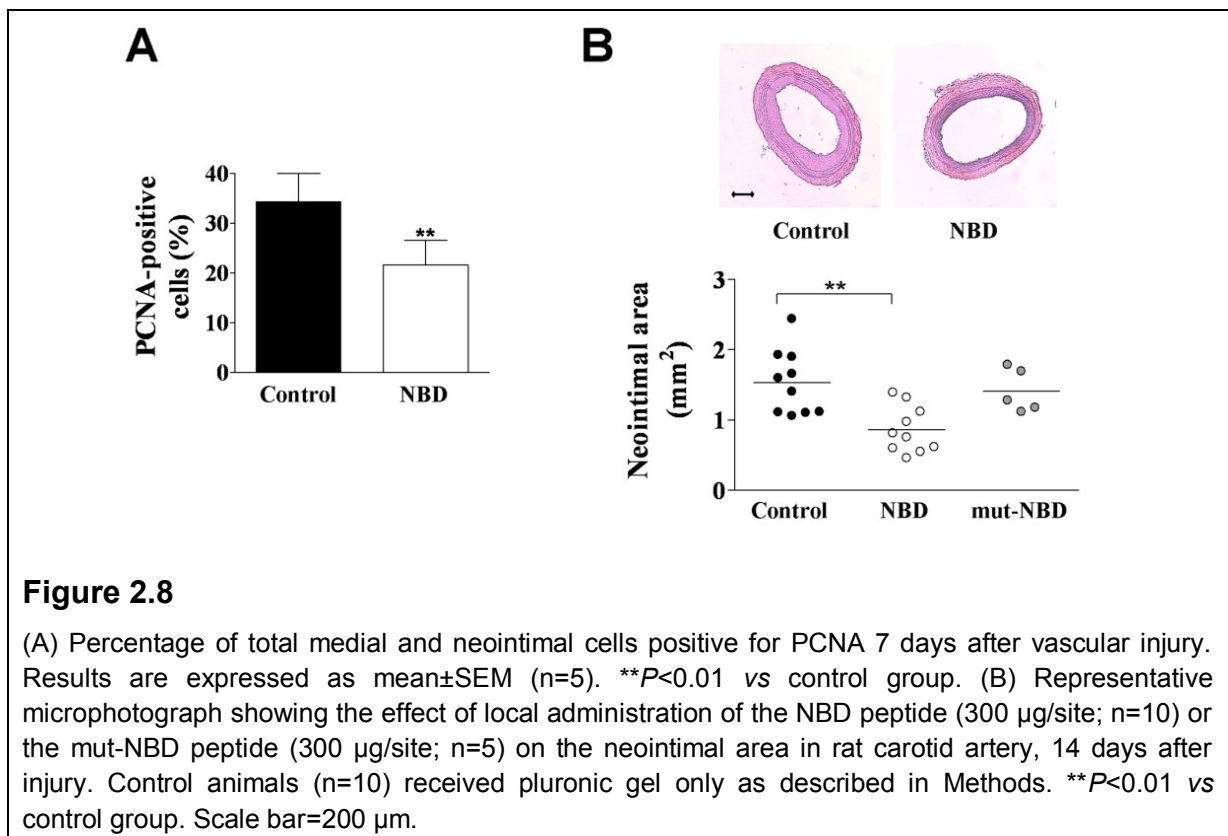 A
B
Control
NBD
40
30
20
10
0
PCNA-positive
cells (%)
**
Control
NBD
3
2
1
0
Neointimal area
(mm²)
**
Control
NBD
mut-NBD
Figure 2.8
(A) Percentage of total medial and neointimal cells positive for PCNA 7 days after vascular injury.
Results are expressed as mean±SEM (n=5). **P<0.01 vs control group. (B) Representative
microphotograph showing the effect of local administration of the NBD peptide (300 µg/site; n=10) or
the mut-NBD peptide (300 µg/site; n=5) on the neointimal area in rat carotid artery, 14 days after
injury. Control animals (n=10) received pluronic gel only as described in Methods. **P<0.01 vs
control group. Scale bar=200 µm.